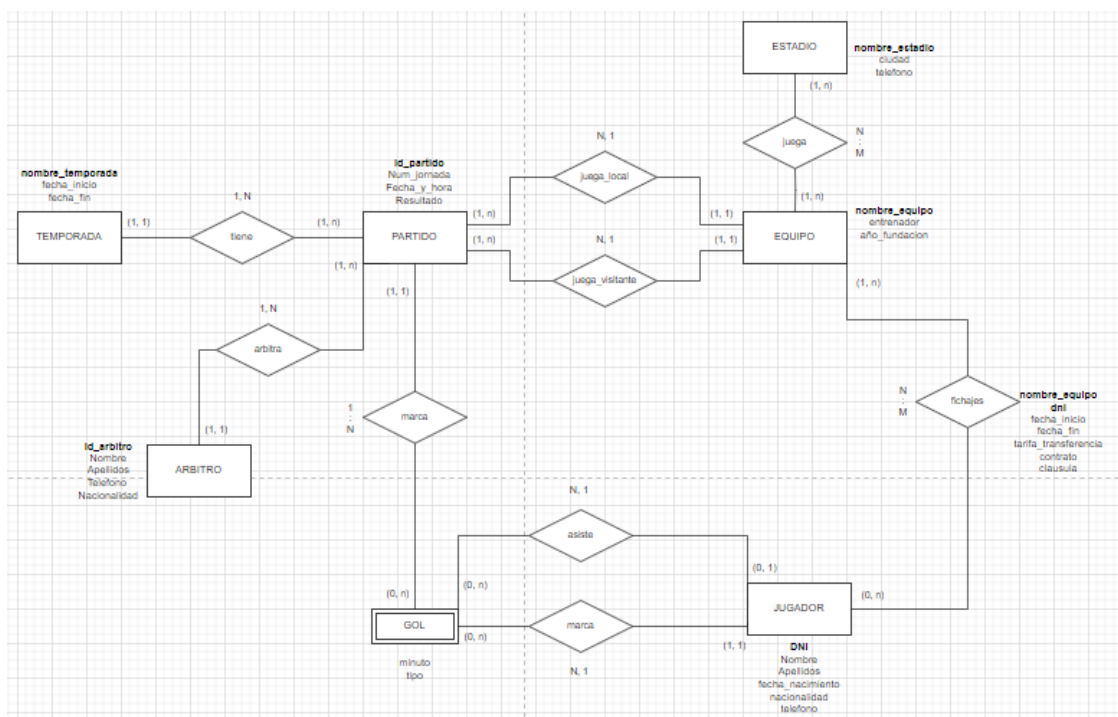 ESTADIO
nombre_estadio
ciudad
telefono
(1, n)
juega
N
:
M
(1, n)
nombre_temporada
fecha_inicio
fecha_fin
TEMPORADA
(1, 1)
1, N
tiene
(1, n)
Id_partido
Num_jornada
Fecha_y_hora
Resultado
PARTIDO
(1, n)
(1, n)
N, 1
juega_local
(1, 1)
N, 1
juega_visitante
(1, 1)
EQUIPO
nombre_equipo
entrenador
año_fundacion
(1, n)
(1, n)
(1, 1)
1, N
arbitra
(1, 1)
Id_arbitro
Nombre
Apellidos
Telefono
Nacionalidad
ARBITRO
1
:
N
marca
N
:
M
fichajes
nombre_equipo
dni
fecha_inicio
fecha_fin
tarifa_transferencia
contrato
clausula
N, 1
asiste
(0, 1)
(0, n)
(0, n)
GOL
(0, n)
minuto
tipo
marca
N, 1
(1, 1)
JUGADOR
(0, n)
DNI
Nombre
Apellidos
fecha_nacimiento
nacionalidad
telefono